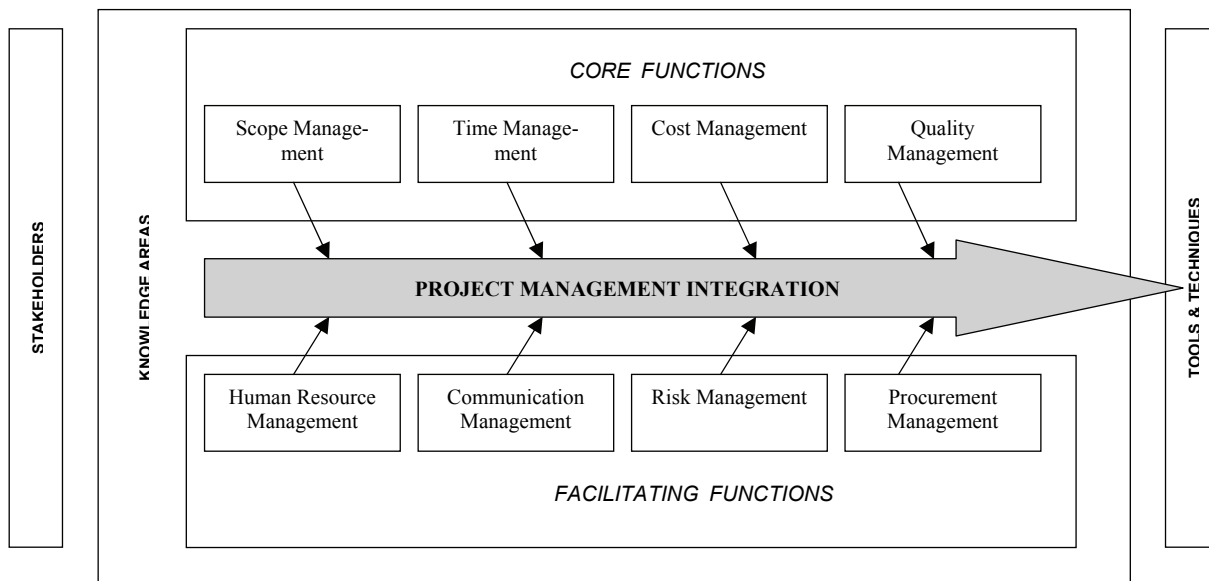 STAKEHOLDERS
KNOWLEDGE AREAS
CORE FUNCTIONS
Scope Manage-
ment
Time Manage-
ment
Cost Management
Quality
Management
PROJECT MANAGEMENT INTEGRATION
Human Resource
Management
Communication
Management
Risk Management
Procurement
Management
FACILITATING FUNCTIONS
TOOLS & TECHNIQUES